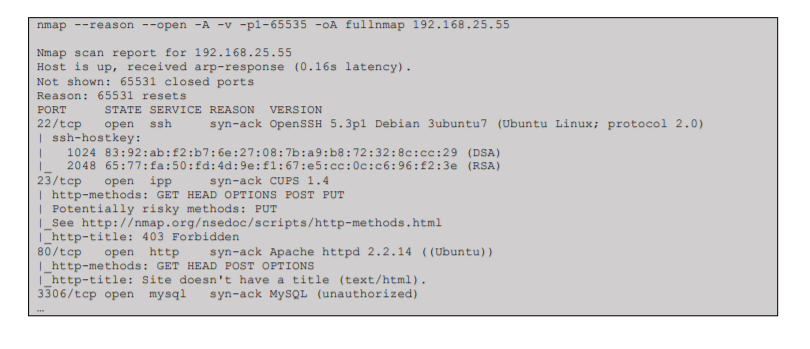 nmap --reason --open -A -v -p1-65535 -oA fullnmap 192.168.25.55
Nmap scan report for 192.168.25.55
Host is up, received arp-response (0.16s latency).
Not shown: 65531 closed ports
Reason: 65531 resets
PORT     STATE SERVICE REASON  VERSION
22/tcp   open  ssh     syn-ack OpenSSH 5.3p1 Debian 3ubuntu7 (Ubuntu Linux; protocol 2.0)
| ssh-hostkey:
|   1024 83:92:ab:f2:b7:6e:27:08:7b:a9:b8:72:32:8c:cc:29 (DSA)
|_  2048 65:77:fa:50:fd:4d:9e:f1:67:e5:cc:0c:c6:96:f2:3e (RSA)
23/tcp   open  ipp     syn-ack CUPS 1.4
| http-methods: GET HEAD OPTIONS POST PUT
| Potentially risky methods: PUT
|_See http://nmap.org/nsedoc/scripts/http-methods.html
|_http-title: 403 Forbidden
80/tcp   open  http    syn-ack Apache httpd 2.2.14 ((Ubuntu))
|_http-methods: GET HEAD POST OPTIONS
|_http-title: Site doesn't have a title (text/html).
3306/tcp open  mysql   syn-ack MySQL (unauthorized)
…